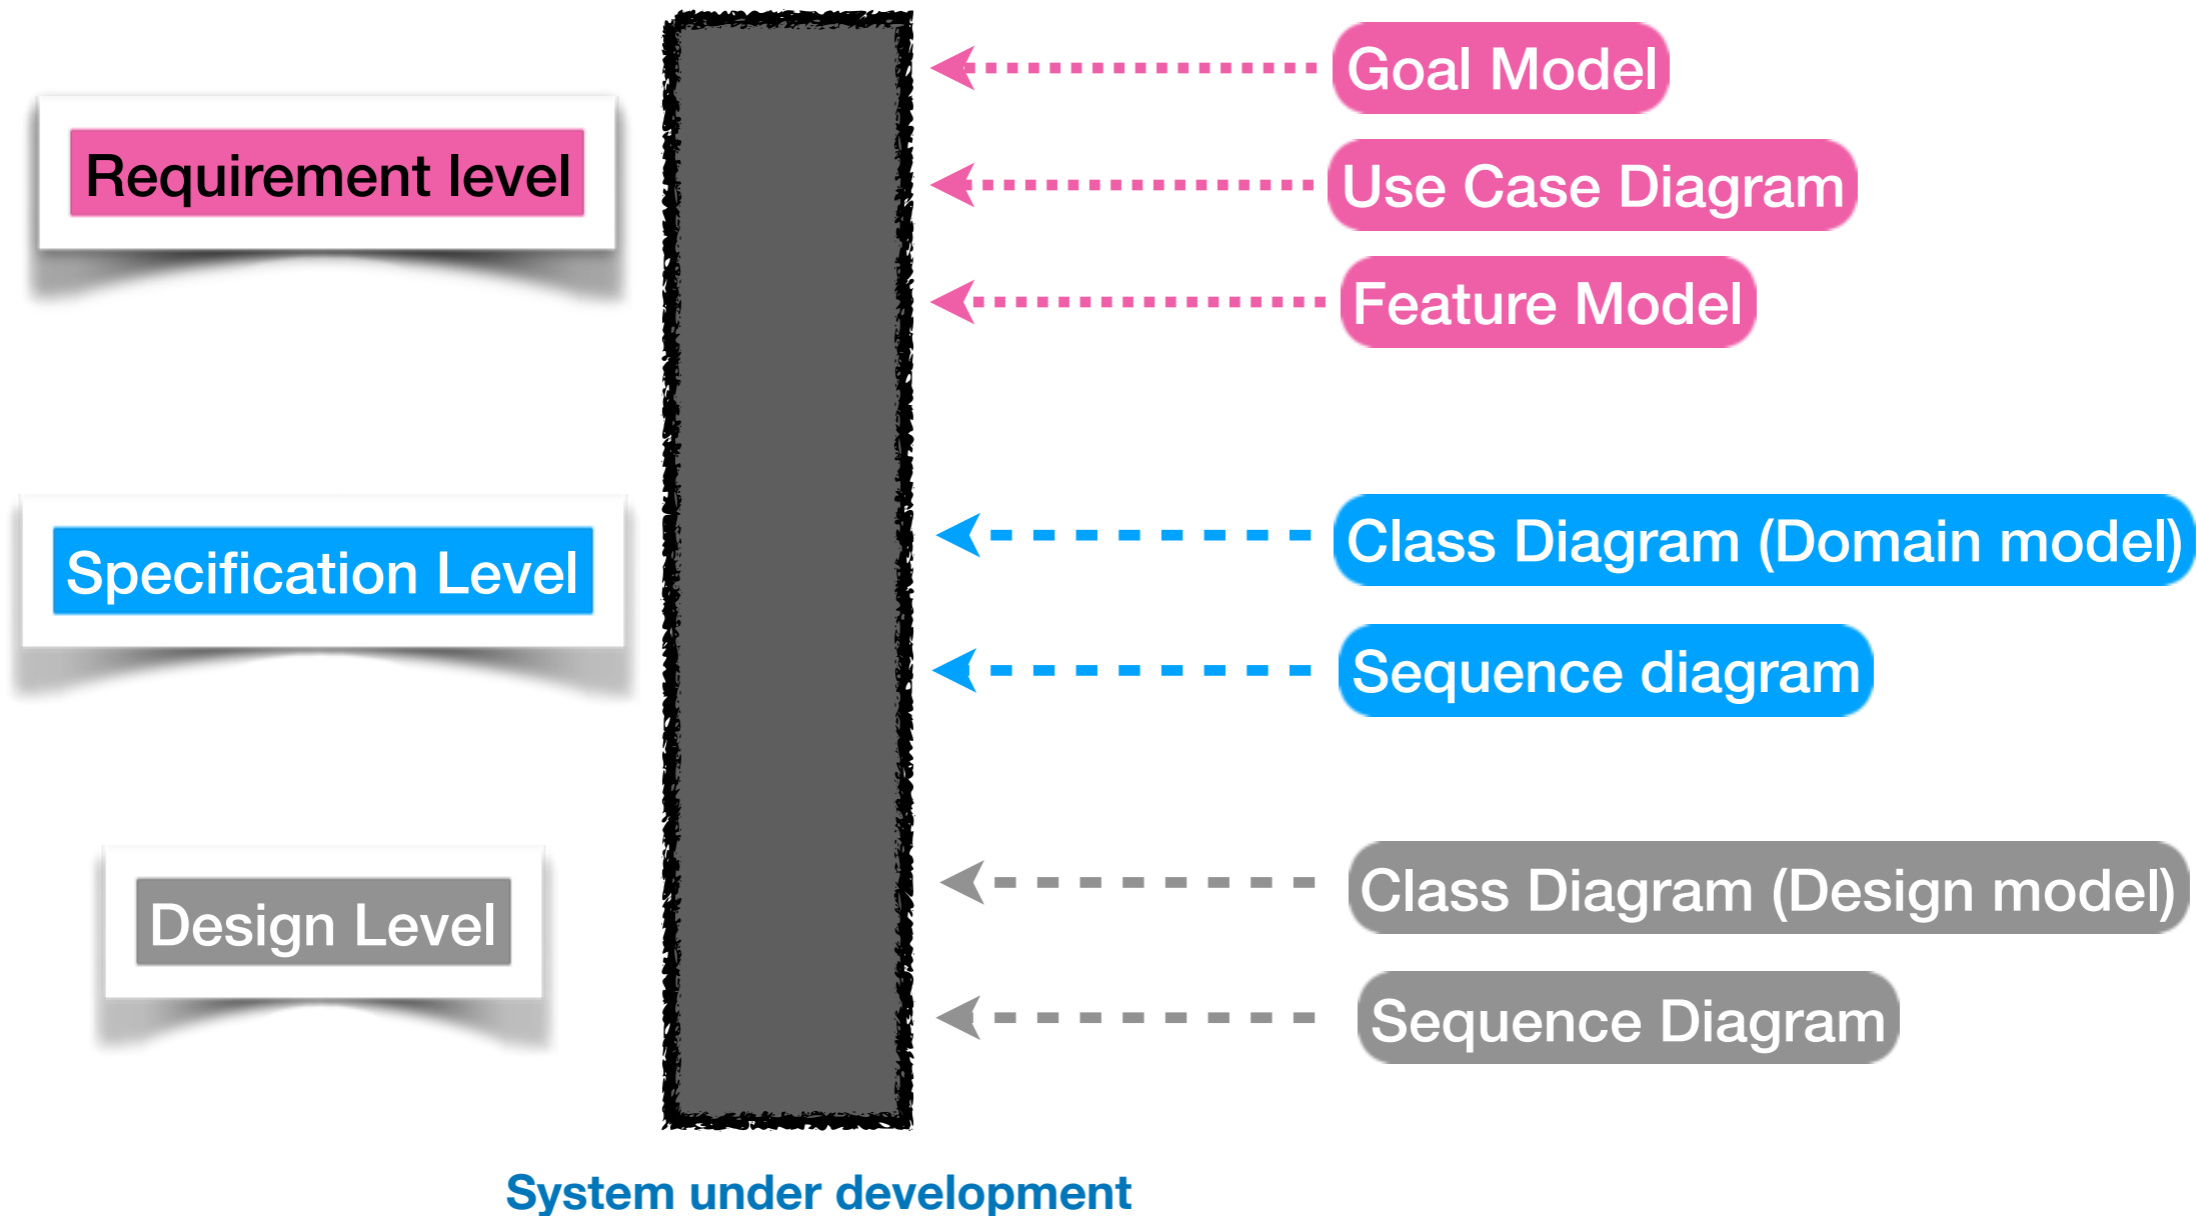 Goal Model
Requirement level
Use Case Diagram
Feature Model
Specification Level
Class Diagram (Domain model)
Sequence diagram
Design Level
Class Diagram (Design model)
Sequence Diagram
System under development